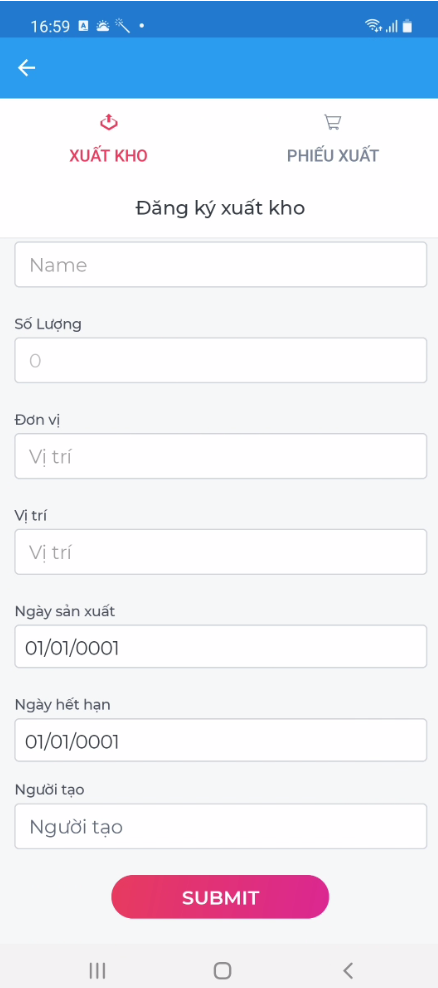 16:59
XUẤT KHO
PHIẾU XUẤT
Đăng ký xuất kho
Name
Số Lượng
0
Đơn vị
Vị trí
Vị trí
Vị trí
Ngày sản xuất
01/01/0001
Ngày hết hạn
01/01/0001
Người tạo
Người tạo
SUBMIT